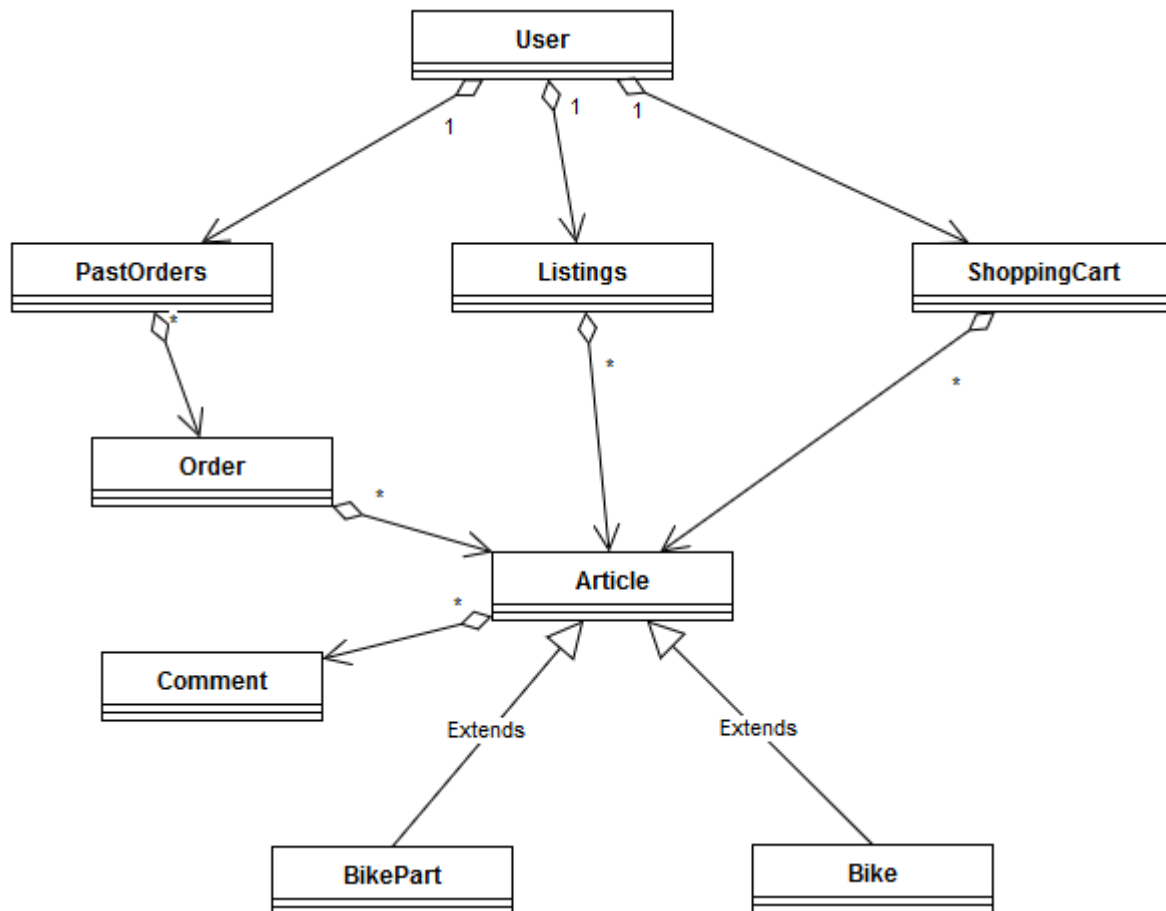 User
1
1
1
PastOrders
Listings
ShoppingCart
*
*
*
Order
*
Article
*
Comment
Extends
Extends
BikePart
Bike